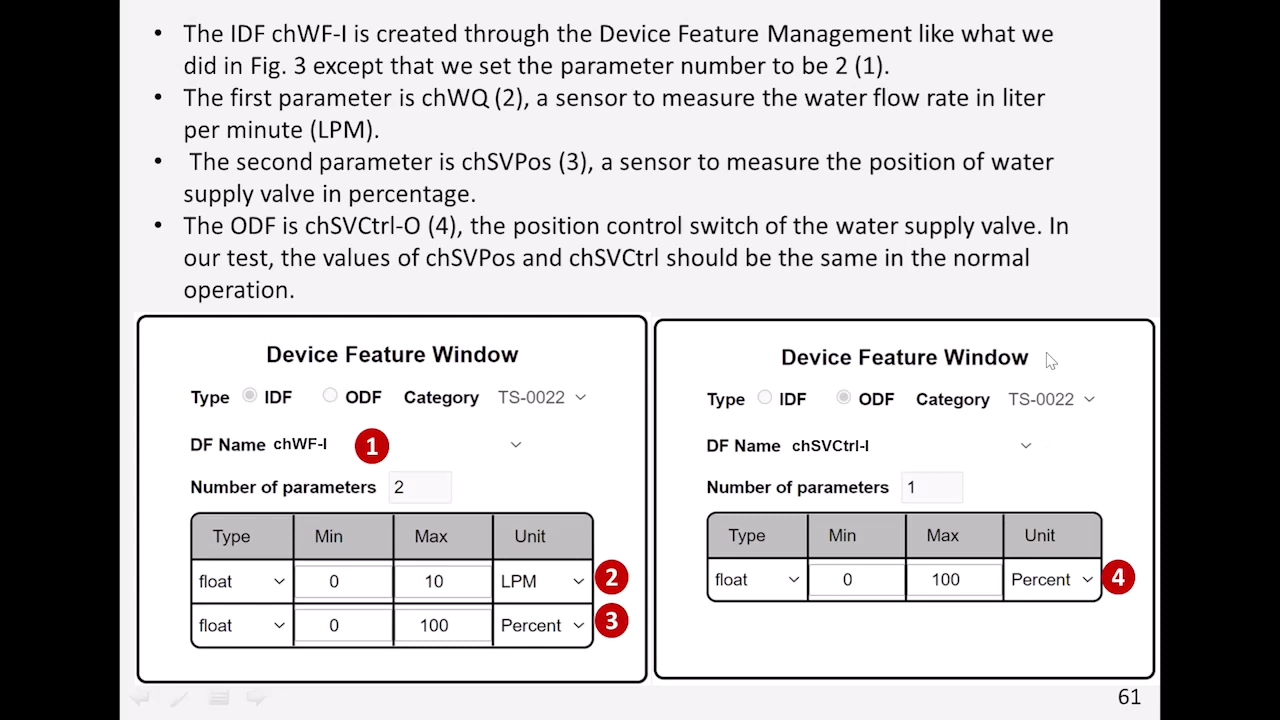 • The IDF chWF-I is created through the Device Feature Management like what we
did in Fig. 3 except that we set the parameter number to be 2 (1).
• The first parameter is chWQ (2), a sensor to measure the water flow rate in liter
per minute (LPM).
• The second parameter is chSVPos (3), a sensor to measure the position of water
supply valve in percentage.
• The ODF is chSVCtrl-O (4), the position control switch of the water supply valve. In
our test, the values of chSVPos and chSVCtrl should be the same in the normal
operation.
Device Feature Window
Type IDF ODF Category TS-0022
DF Name chWF-I 1
Number of parameters 2
Type Min Max Unit
float 0 10 LPM 2
float 0 100 Percent 3
Device Feature Window
Type IDF ODF Category TS-0022
DF Name chSVCtrl-I
Number of parameters 1
Type Min Max Unit
float 0 100 Percent 4
61